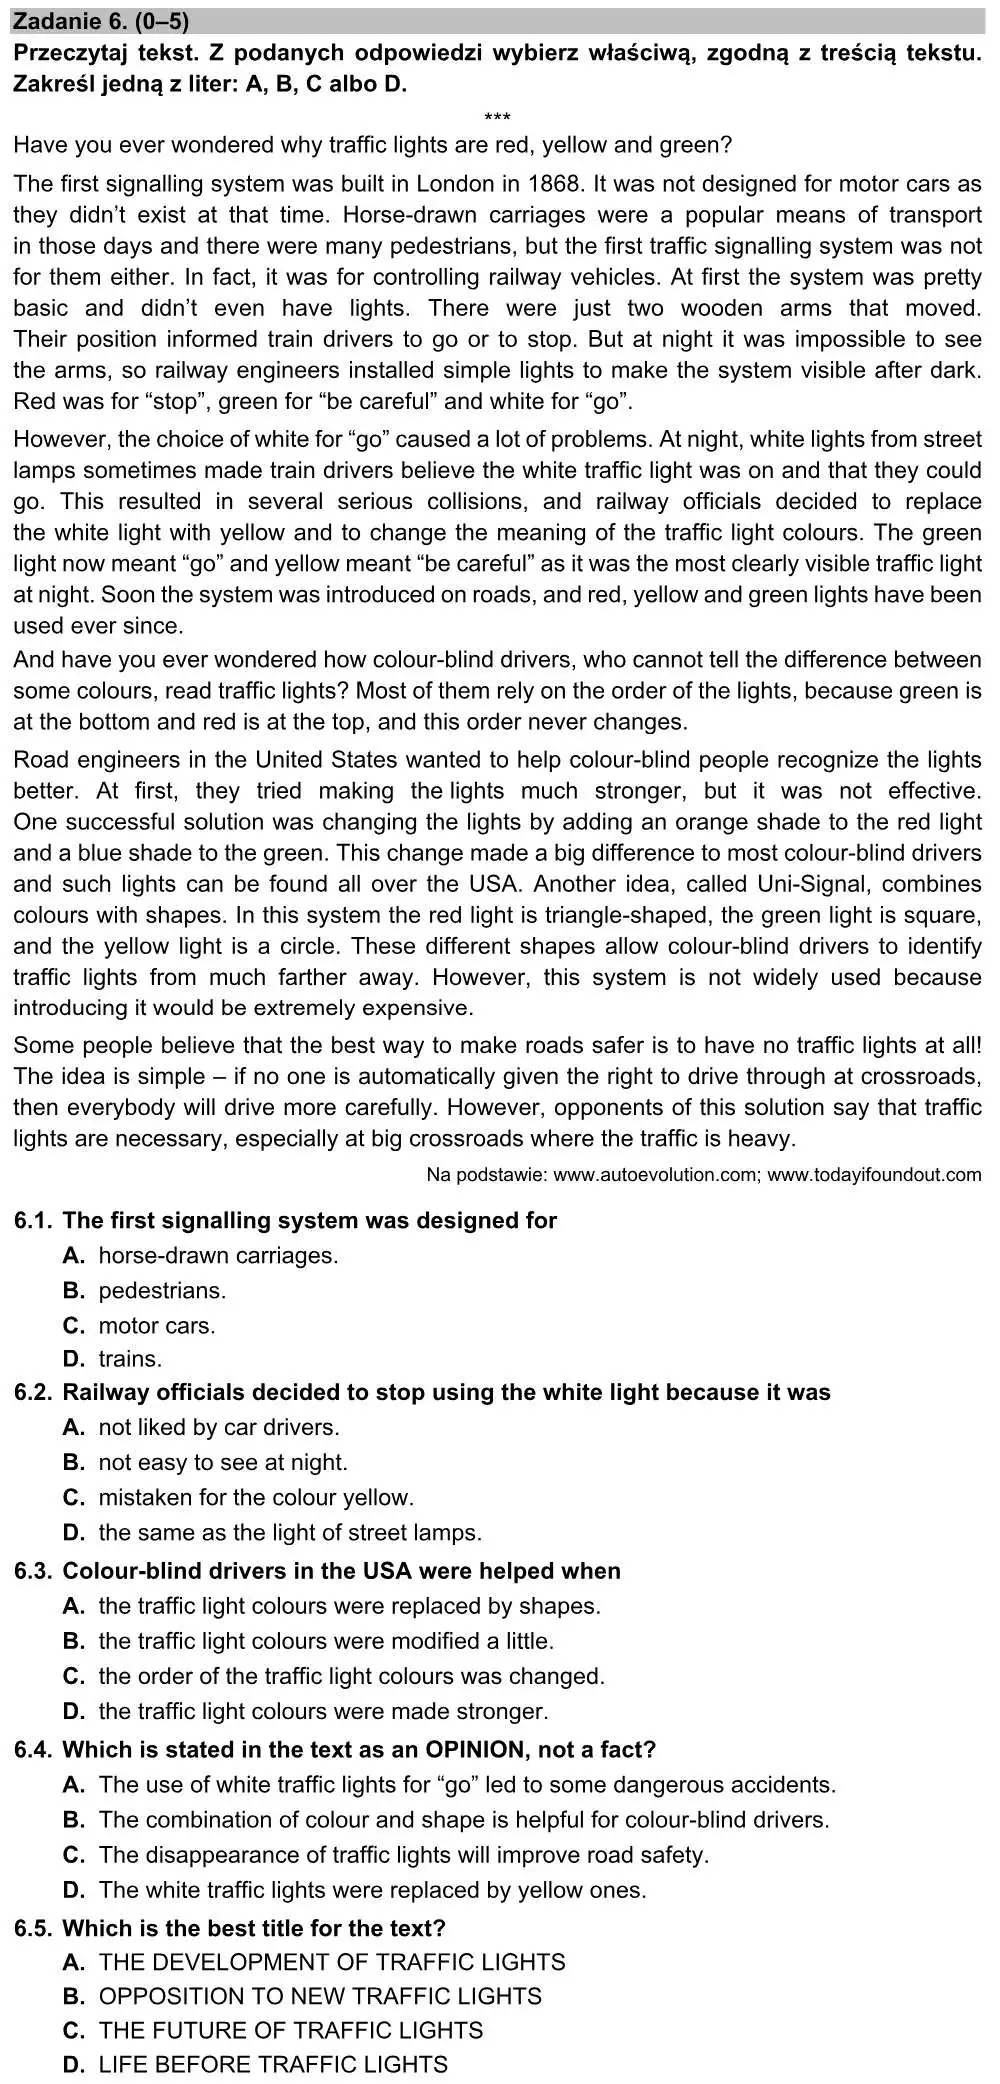 Zadanie 6. (0–5)
Przeczytaj tekst. Z podanych odpowiedzi wybierz właściwą, zgodną z treścią tekstu.
Zakreśl jedną z liter: A, B, C albo D.
***
Have you ever wondered why traffic lights are red, yellow and green?
The first signalling system was built in London in 1868. It was not designed for motor cars as
they didn’t exist at that time. Horse-drawn carriages were a popular means of transport
in those days and there were many pedestrians, but the first traffic signalling system was not
for them either. In fact, it was for controlling railway vehicles. At first the system was pretty
basic and didn’t even have lights. There were just two wooden arms that moved.
Their position informed train drivers to go or to stop. But at night it was impossible to see
the arms, so railway engineers installed simple lights to make the system visible after dark.
Red was for “stop”, green for “be careful” and white for “go”.
However, the choice of white for “go” caused a lot of problems. At night, white lights from street
lamps sometimes made train drivers believe the white traffic light was on and that they could
go. This resulted in several serious collisions, and railway officials decided to replace
the white light with yellow and to change the meaning of the traffic light colours. The green
light now meant “go” and yellow meant “be careful” as it was the most clearly visible traffic light
at night. Soon the system was introduced on roads, and red, yellow and green lights have been
used ever since.
And have you ever wondered how colour-blind drivers, who cannot tell the difference between
some colours, read traffic lights? Most of them rely on the order of the lights, because green is
at the bottom and red is at the top, and this order never changes.
Road engineers in the United States wanted to help colour-blind people recognize the lights
better. At first, they tried making the lights much stronger, but it was not effective.
One successful solution was changing the lights by adding an orange shade to the red light
and a blue shade to the green. This change made a big difference to most colour-blind drivers
and such lights can be found all over the USA. Another idea, called Uni-Signal, combines
colours with shapes. In this system the red light is triangle-shaped, the green light is square,
and the yellow light is a circle. These different shapes allow colour-blind drivers to identify
traffic lights from much farther away. However, this system is not widely used because
introducing it would be extremely expensive.
Some people believe that the best way to make roads safer is to have no traffic lights at all!
The idea is simple – if no one is automatically given the right to drive through at crossroads,
then everybody will drive more carefully. However, opponents of this solution say that traffic
lights are necessary, especially at big crossroads where the traffic is heavy.
Na podstawie: www.autoevolution.com; www.todayifoundout.com
6.1. The first signalling system was designed for
A. horse-drawn carriages.
B. pedestrians.
C. motor cars.
D. trains.
6.2. Railway officials decided to stop using the white light because it was
A. not liked by car drivers.
B. not easy to see at night.
C. mistaken for the colour yellow.
D. the same as the light of street lamps.
6.3. Colour-blind drivers in the USA were helped when
A. the traffic light colours were replaced by shapes.
B. the traffic light colours were modified a little.
C. the order of the traffic light colours was changed.
D. the traffic light colours were made stronger.
6.4. Which is stated in the text as an OPINION, not a fact?
A. The use of white traffic lights for “go” led to some dangerous accidents.
B. The combination of colour and shape is helpful for colour-blind drivers.
C. The disappearance of traffic lights will improve road safety.
D. The white traffic lights were replaced by yellow ones.
6.5. Which is the best title for the text?
A. THE DEVELOPMENT OF TRAFFIC LIGHTS
B. OPPOSITION TO NEW TRAFFIC LIGHTS
C. THE FUTURE OF TRAFFIC LIGHTS
D. LIFE BEFORE TRAFFIC LIGHTS